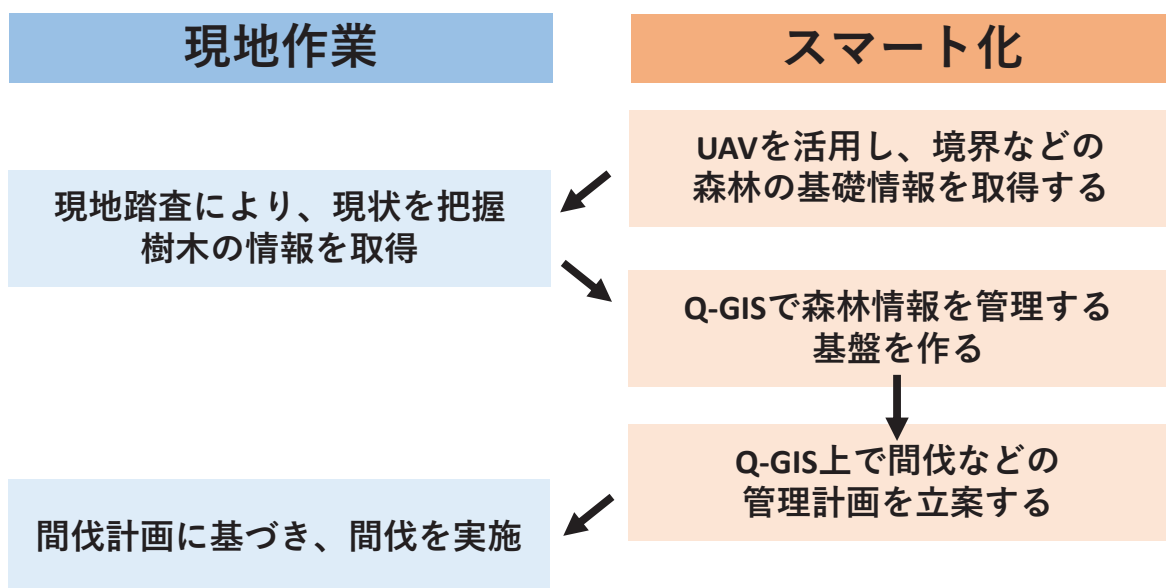 現地作業
スマート化
UAVを活用し、境界などの
森林の基礎情報を取得する
現地踏査により、現状を把握
樹木の情報を取得
Q-GISで森林情報を管理する
基盤を作る
Q-GIS上で間伐などの
管理計画を立案する
間伐計画に基づき、間伐を実施